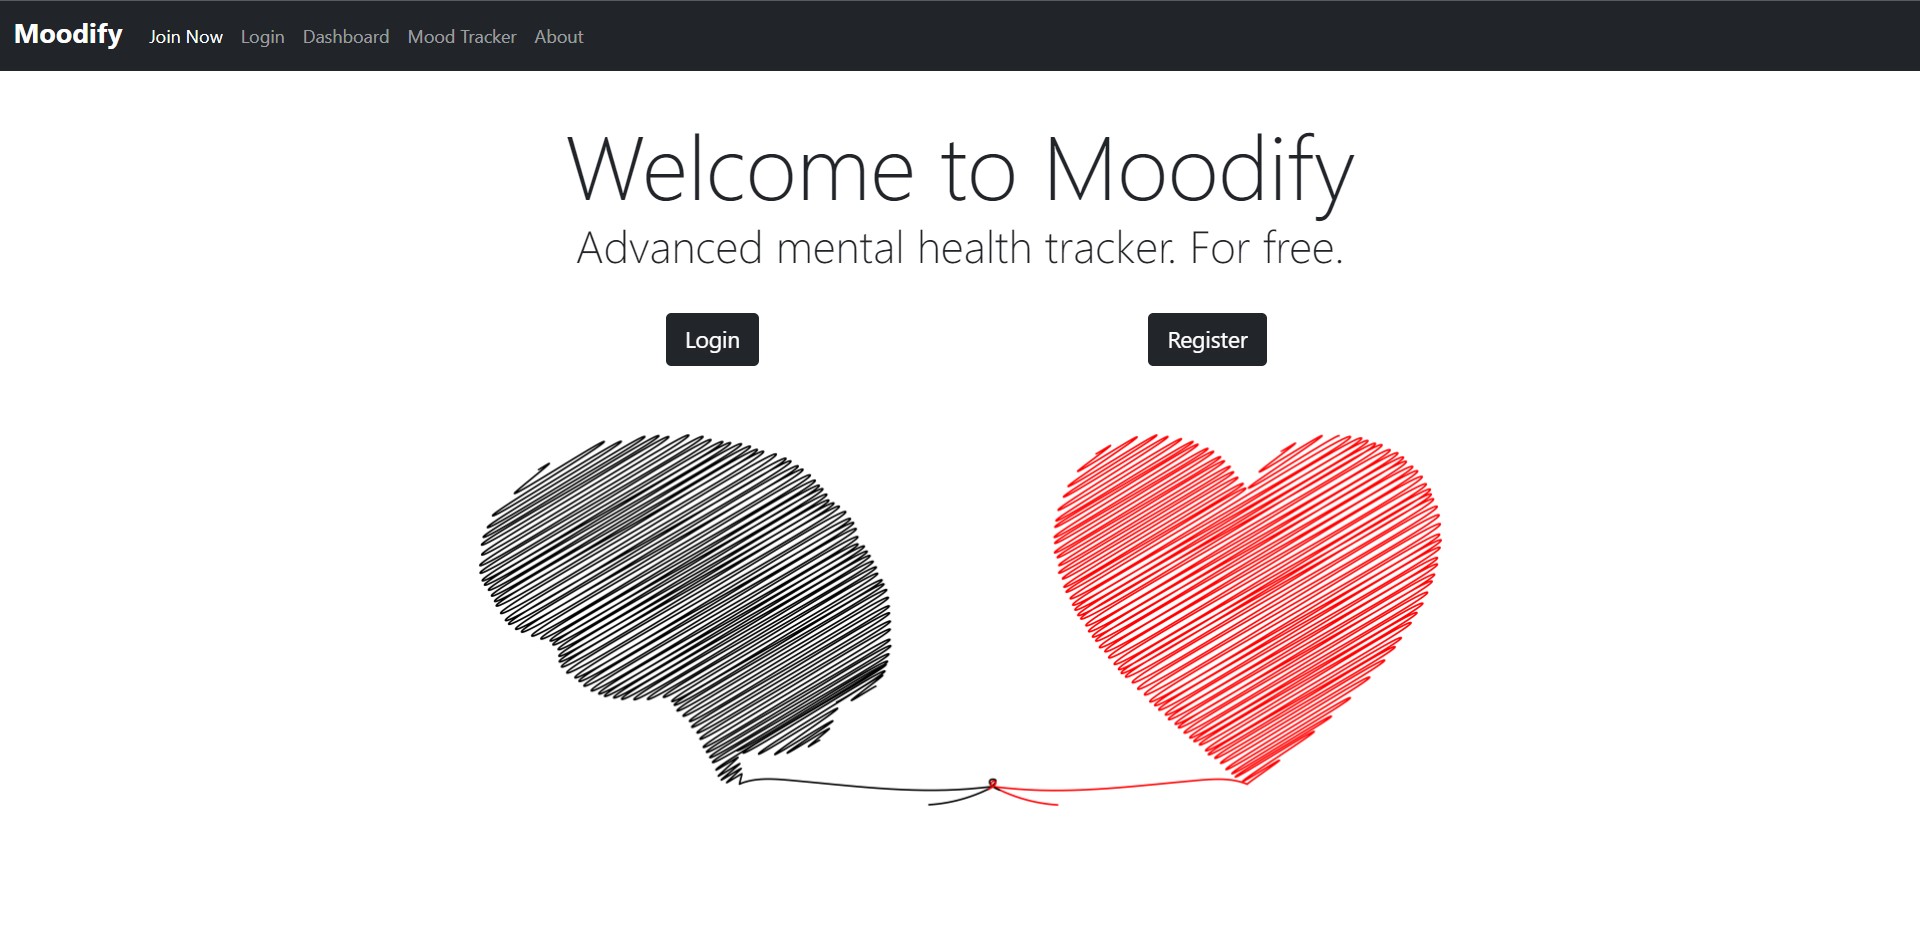 Moodify Join Now Login Dashboard Mood Tracker About
Welcome to Moodify
Advanced mental health tracker. For free.
Login Register